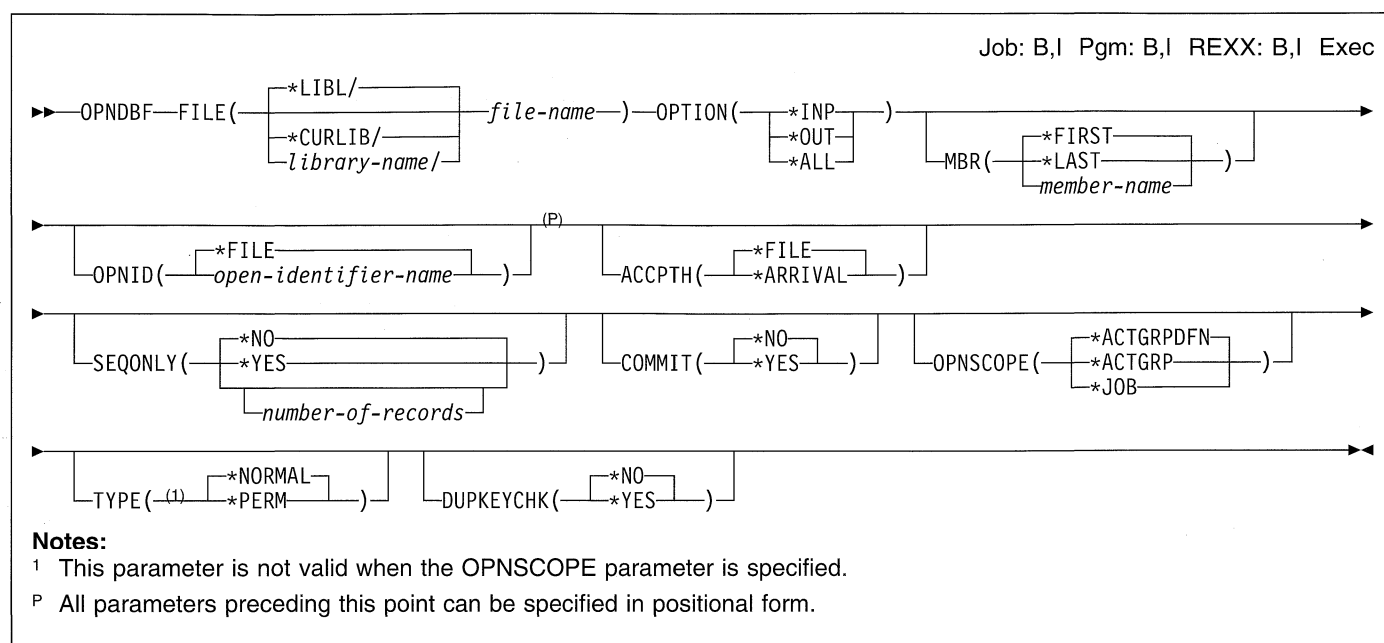 Job: B,I Pgm: B,I REXX: B,I Exec
*LIBL/
OPNDBF FILE( file-name ) OPTION( *INP )
*CURLIB/ *OUT
library-name/ *ALL
MBR( *FIRST )
*LAST
member-name
(P)
OPNID( *FILE )
open-identifier-name
ACCPTH( *FILE )
*ARRIVAL
SEQONLY( *NO )
*YES
number-of-records
COMMIT( *NO )
*YES
OPNSCOPE( *ACTGRPDFN )
*ACTGRP
*JOB
TYPE( (1) *NORMAL )
*PERM
DUPKEYCHK( *NO )
*YES
Notes:
1 This parameter is not valid when the OPNSCOPE parameter is specified.
P All parameters preceding this point can be specified in positional form.